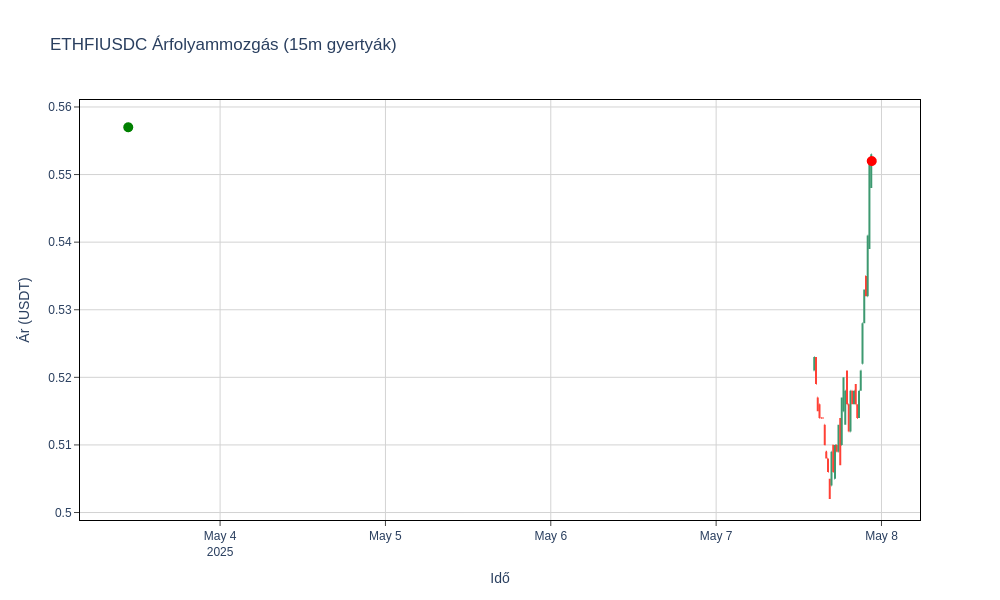 ETHFIUSDC Árfolyammozgás (15m gyertyák)
0.56
0.55
0.54
0.53
0.52
0.51
0.5
Ár (USDT)
May 4
2025
May 5
May 6
May 7
May 8
Idő